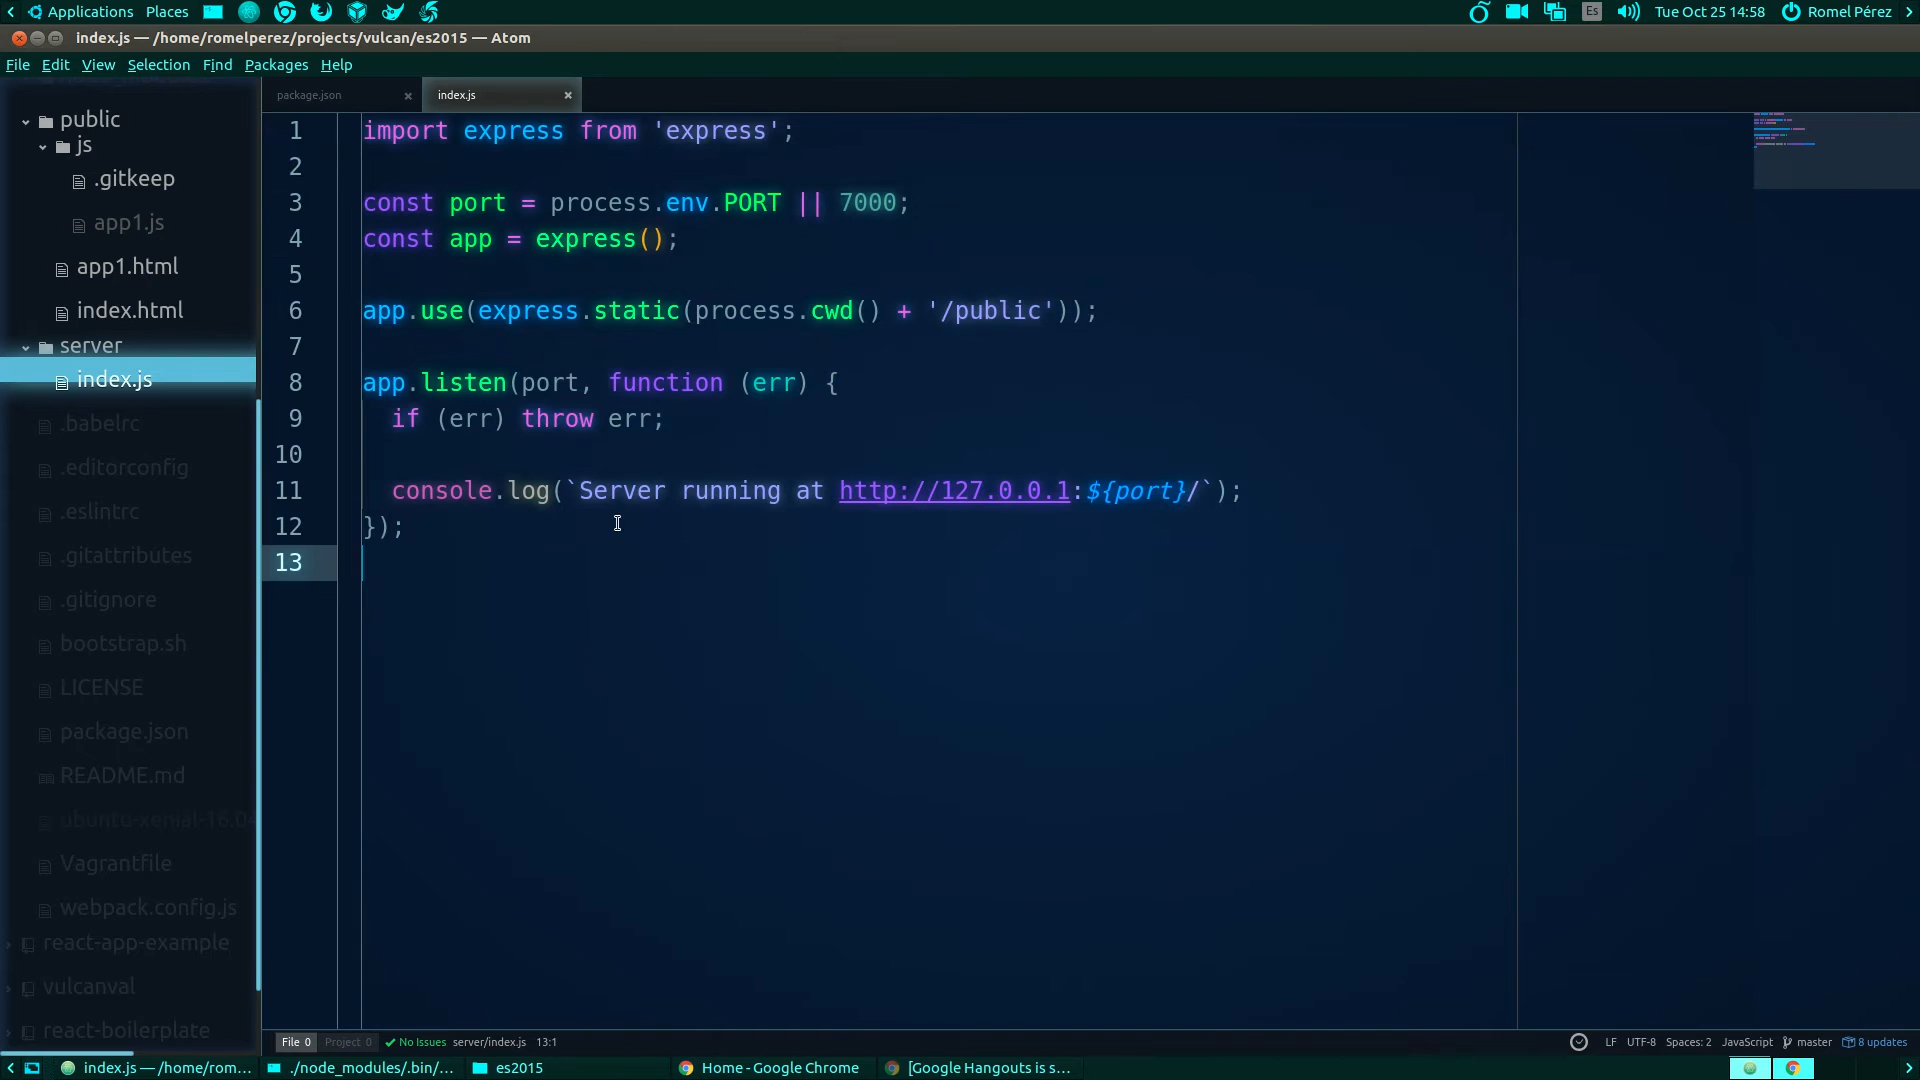 Applications Places
Es Tue Oct 25 14:58 Romel Pérez
index.js — /home/romelperez/projects/vulcan/es2015 — Atom
File Edit View Selection Find Packages Help
package.json
index.js
public
js
.gitkeep
app1.js
app1.html
index.html
server
index.js
.babelrc
.editorconfig
.eslintrc
.gitattributes
.gitignore
bootstrap.sh
LICENSE
package.json
README.md
ubuntu-xenial-16.04
Vagrantfile
webpack.config.js
react-app-example
vulcanval
react-boilerplate
1 import express from 'express';
2
3 const port = process.env.PORT || 7000;
4 const app = express();
5
6 app.use(express.static(process.cwd() + '/public'));
7
8 app.listen(port, function (err) {
9   if (err) throw err;
10
11   console.log(`Server running at http://127.0.0.1:${port}/`);
12 });
13
File 0 Project 0 No Issues server/index.js 13:1
LF UTF-8 Spaces: 2 JavaScript master 8 updates
index.js — /home/rom... ./node_modules/.bin/... es2015 Home - Google Chrome [Google Hangouts is s...